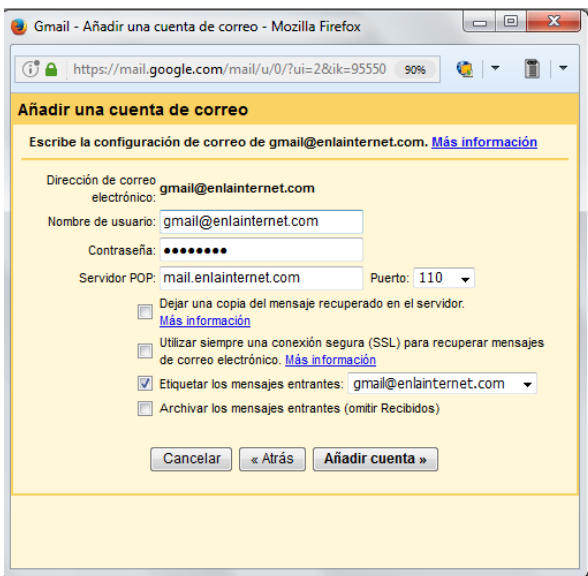 Gmail - Añadir una cuenta de correo - Mozilla Firefox
https://mail.google.com/mail/u/0/?ui=2&ik=95550 90%
Añadir una cuenta de correo
Escribe la configuración de correo de gmail@enlainternet.com. Más información
Dirección de correo
electrónico: gmail@enlainternet.com
Nombre de usuario: gmail@enlainternet.com
Contraseña: ●●●●●●●●
Servidor POP: mail.enlainternet.com Puerto: 110
Dejar una copia del mensaje recuperado en el servidor.
Más información
Utilizar siempre una conexión segura (SSL) para recuperar mensajes
de correo electrónico. Más información
Etiquetar los mensajes entrantes: gmail@enlainternet.com
Archivar los mensajes entrantes (omitir Recibidos)
Cancelar « Atrás Añadir cuenta »